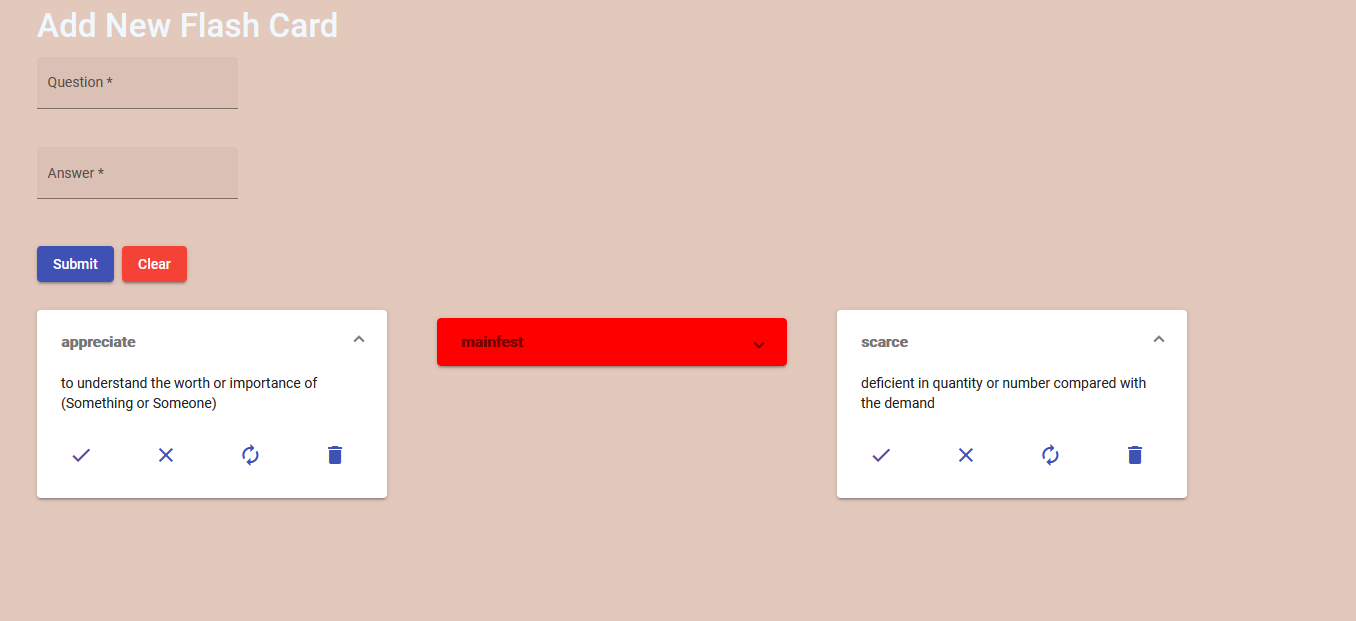 Add New Flash Card
Question *
Answer *
Submit Clear
appreciate
to understand the worth or importance of
(Something or Someone)
mainfest
scarce
deficient in quantity or number compared with
the demand